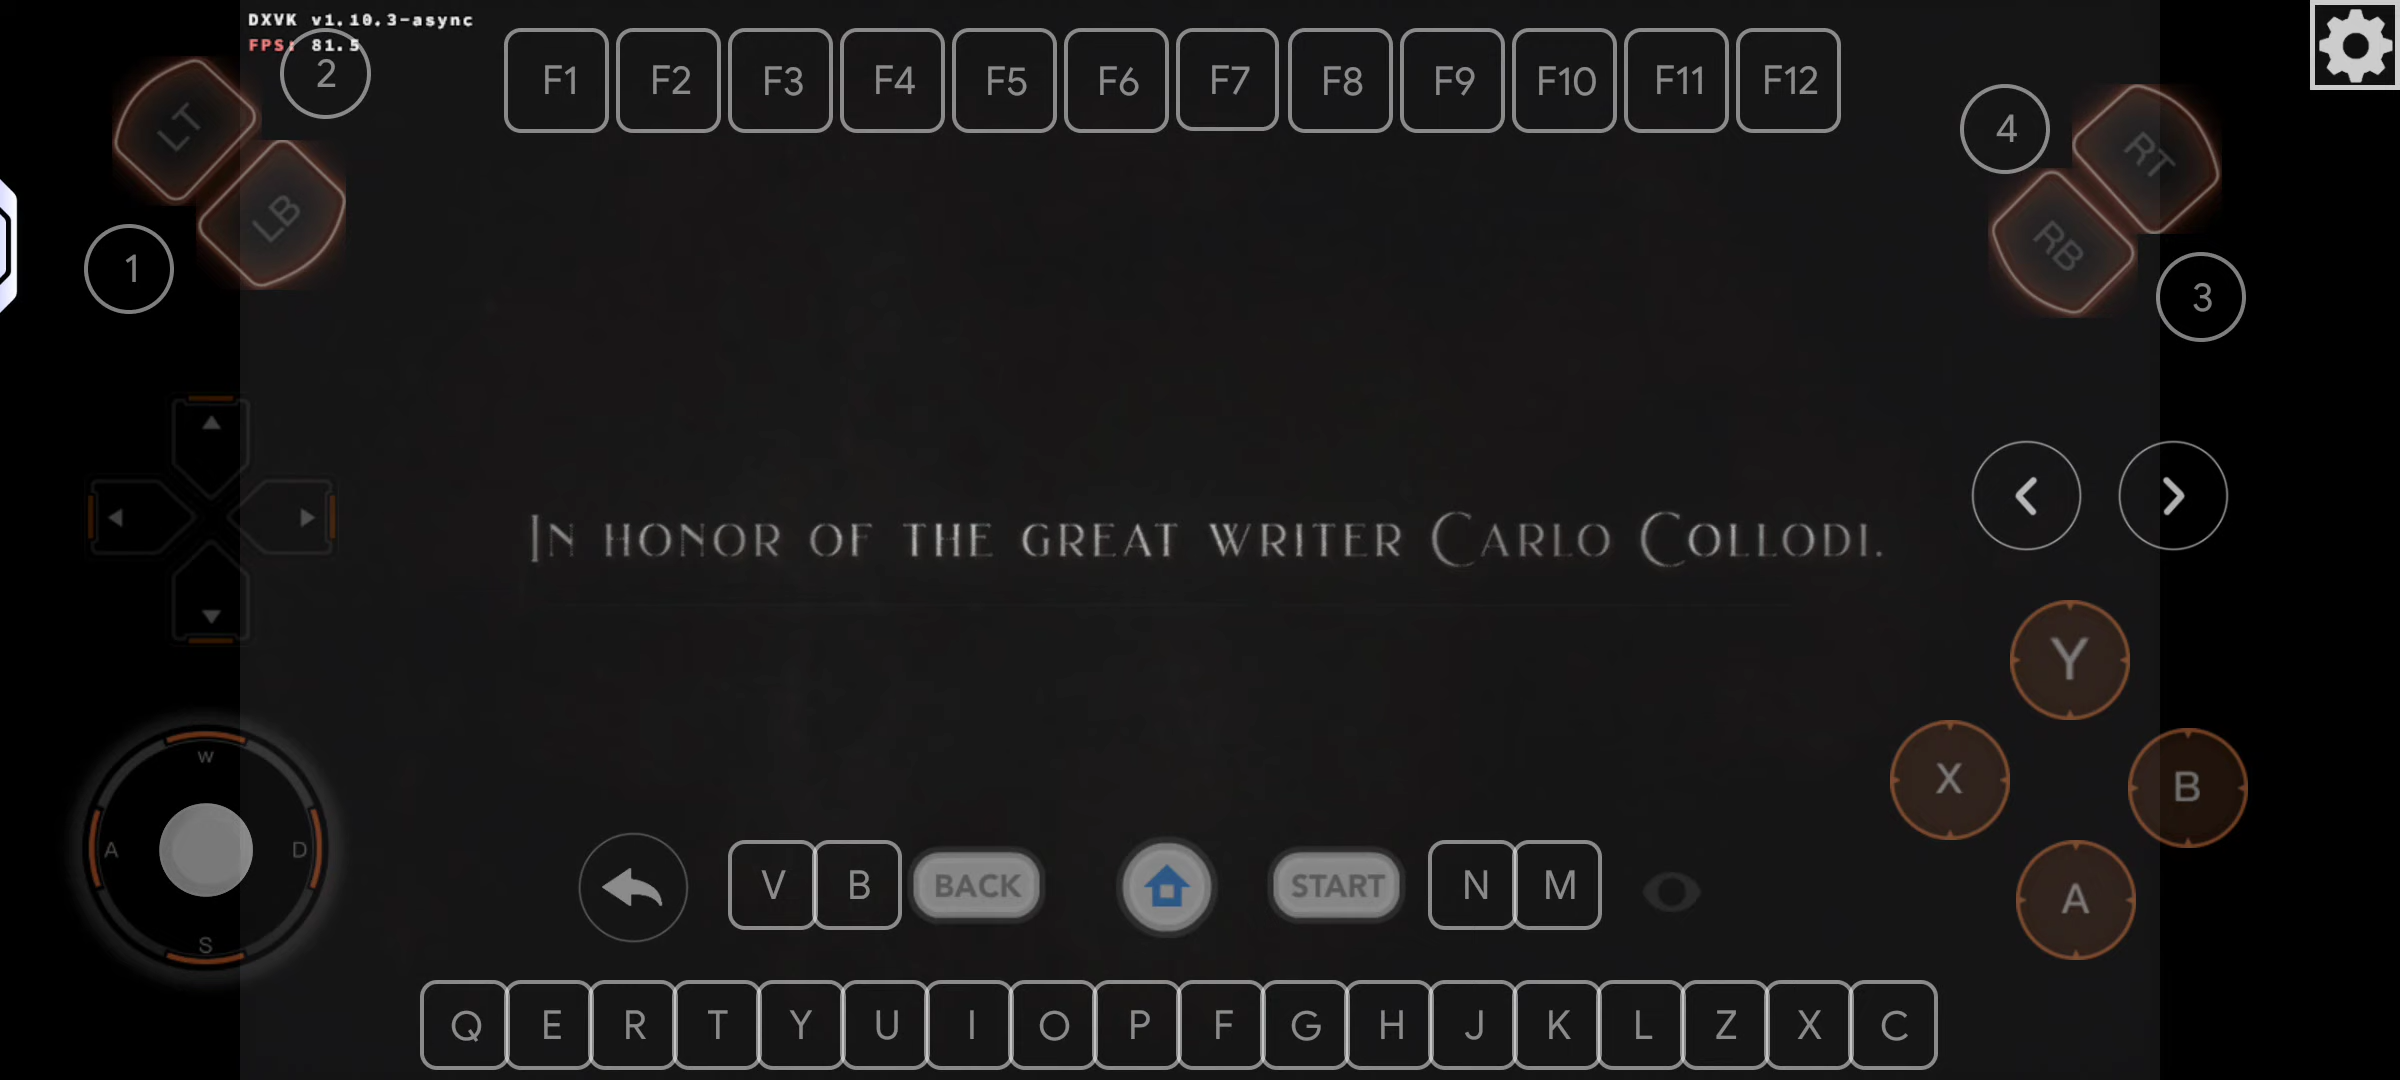 DXVK v1.10.3-async
FPS: 81.5
2
F1 F2 F3 F4 F5 F6 F7 F8 F9 F10 F11 F12
LT
LB
1
4
RT
RB
3
In honor of the great writer Carlo Collodi.
W
A
D
S
Y
X
B
A
V B BACK START N M
Q E R T Y U I O P F G H J K L Z X C